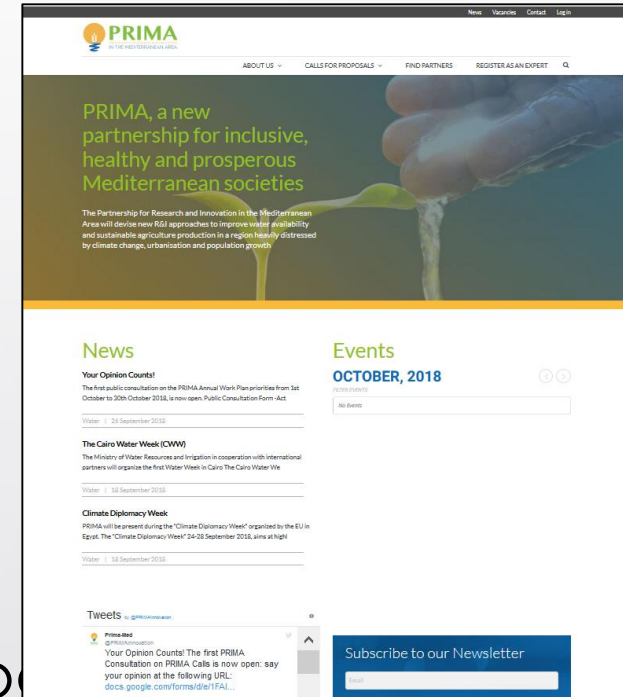 News Vacancies Contact Login
PRIMA
IN THE MEDITERRANEAN AREA
ABOUT US CALLS FOR PROPOSALS FIND PARTNERS REGISTER AS AN EXPERT
PRIMA, a new
partnership for inclusive,
healthy and prosperous
Mediterranean societies
The Partnership for Research and Innovation in the Mediterranean
Area will devise new R&I approaches to improve water availability
and sustainable agriculture production in a region heavily distressed
by climate change, urbanisation and population growth
News
Your Opinion Counts!
The first public consultation on the PRIMA Annual Work Plan priorities from 1st
October to 30th October 2018, is now open. Public Consultation Form -Act
Water | 26 September 2018
The Cairo Water Week (CWW)
The Ministry of Water Resources and Irrigation in cooperation with international
partners will organize the first Water Week in Cairo The Cairo Water We
Water | 18 September 2018
Climate Diplomacy Week
PRIMA will be present during the "Climate Diplomacy Week" organized by the EU in
Egypt. The "Climate Diplomacy Week" 24-28 September 2018, aims at highl
Water | 18 September 2018
Events
OCTOBER, 2018
FILTER EVENTS
No Events
Tweets by @PRIMAInnovation
Prima-Med
@PRIMAInnovation
Your Opinion Counts! The first PRIMA
Consultation on PRIMA Calls is now open: say
your opinion at the following URL:
docs.google.com/forms/d/e/1FAI...
Subscribe to our Newsletter
Email